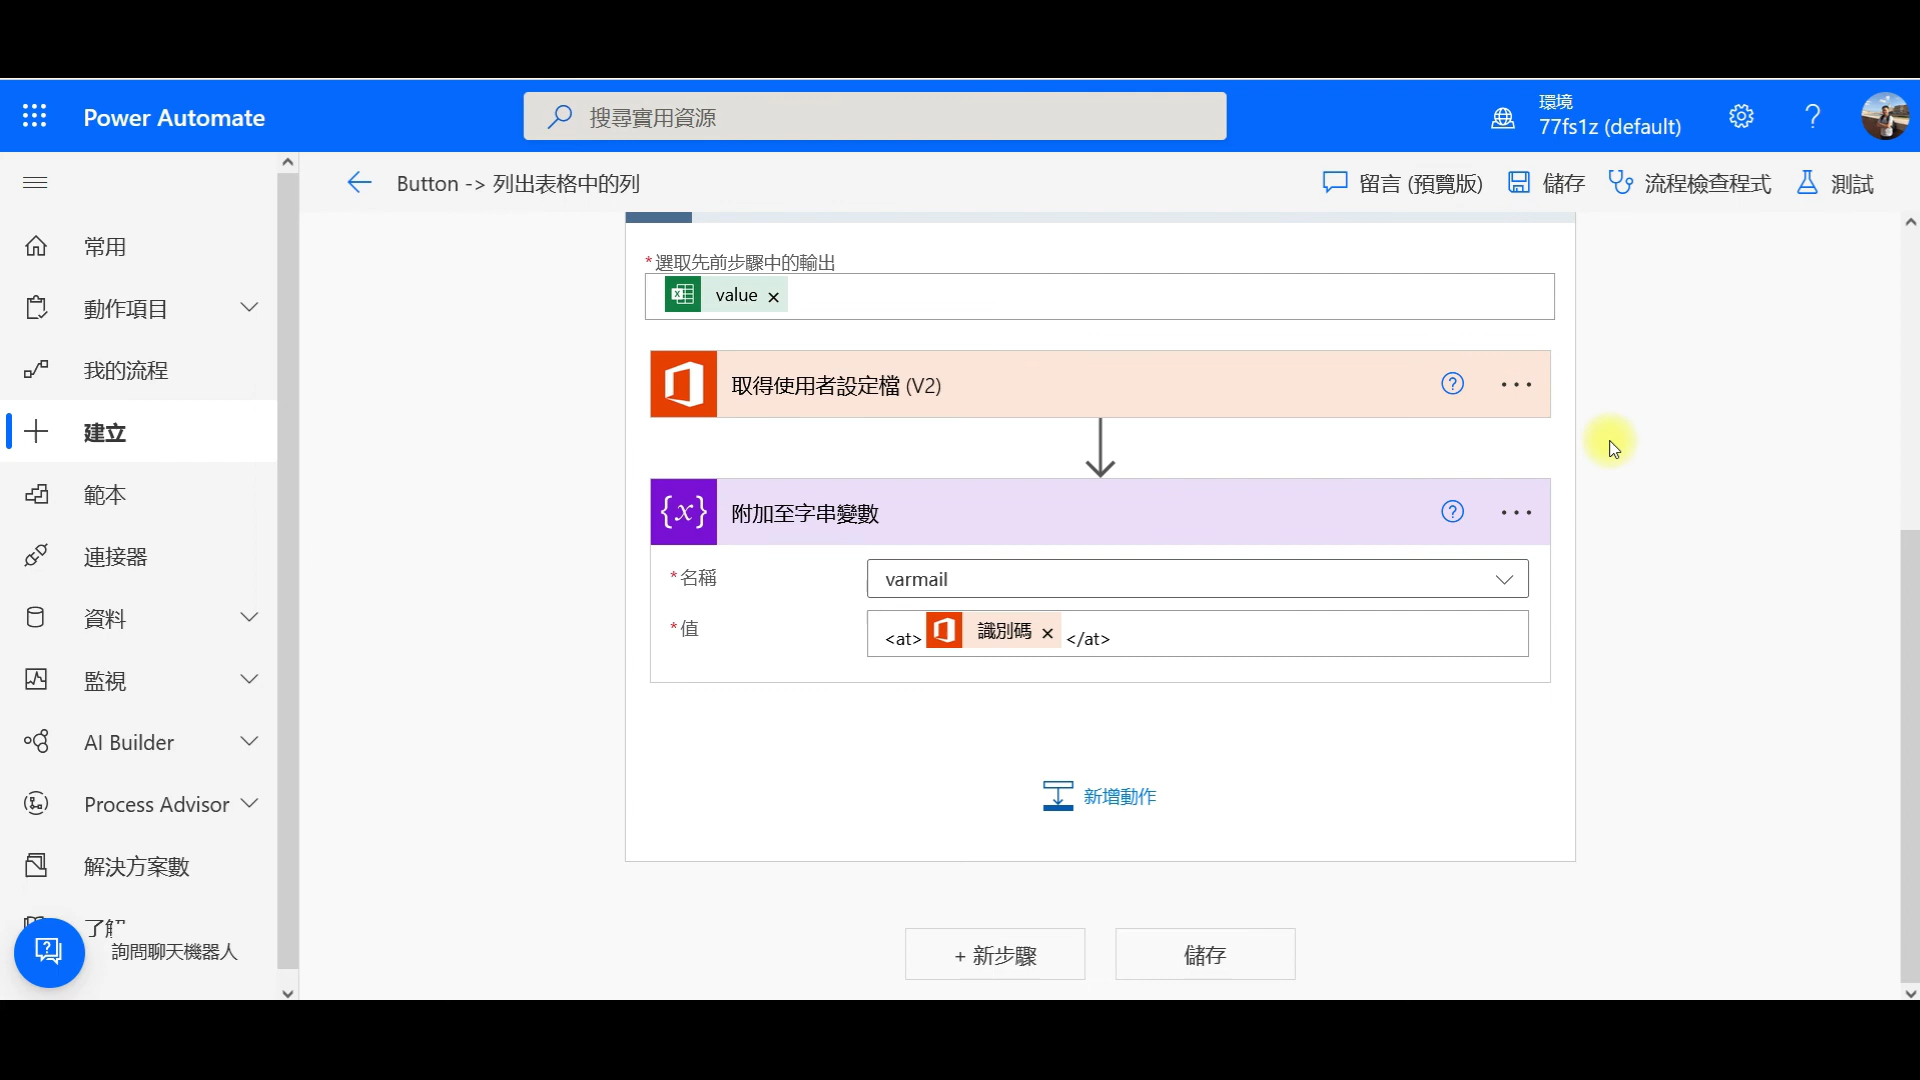 Power Automate
搜尋實用資源
環境
77fs1z (default)
Button -> 列出表格中的列
留言 (預覽版)
儲存
流程檢查程式
測試
常用
動作項目
我的流程
建立
範本
連接器
資料
監視
AI Builder
Process Advisor
解決方案數
了解
詢問聊天機器人
*選取先前步驟中的輸出
value ×
取得使用者設定檔 (V2)
{x} 附加至字串變數
*名稱
varmail
*值
<at> 識別碼 × </at>
新增動作
+ 新步驟
儲存